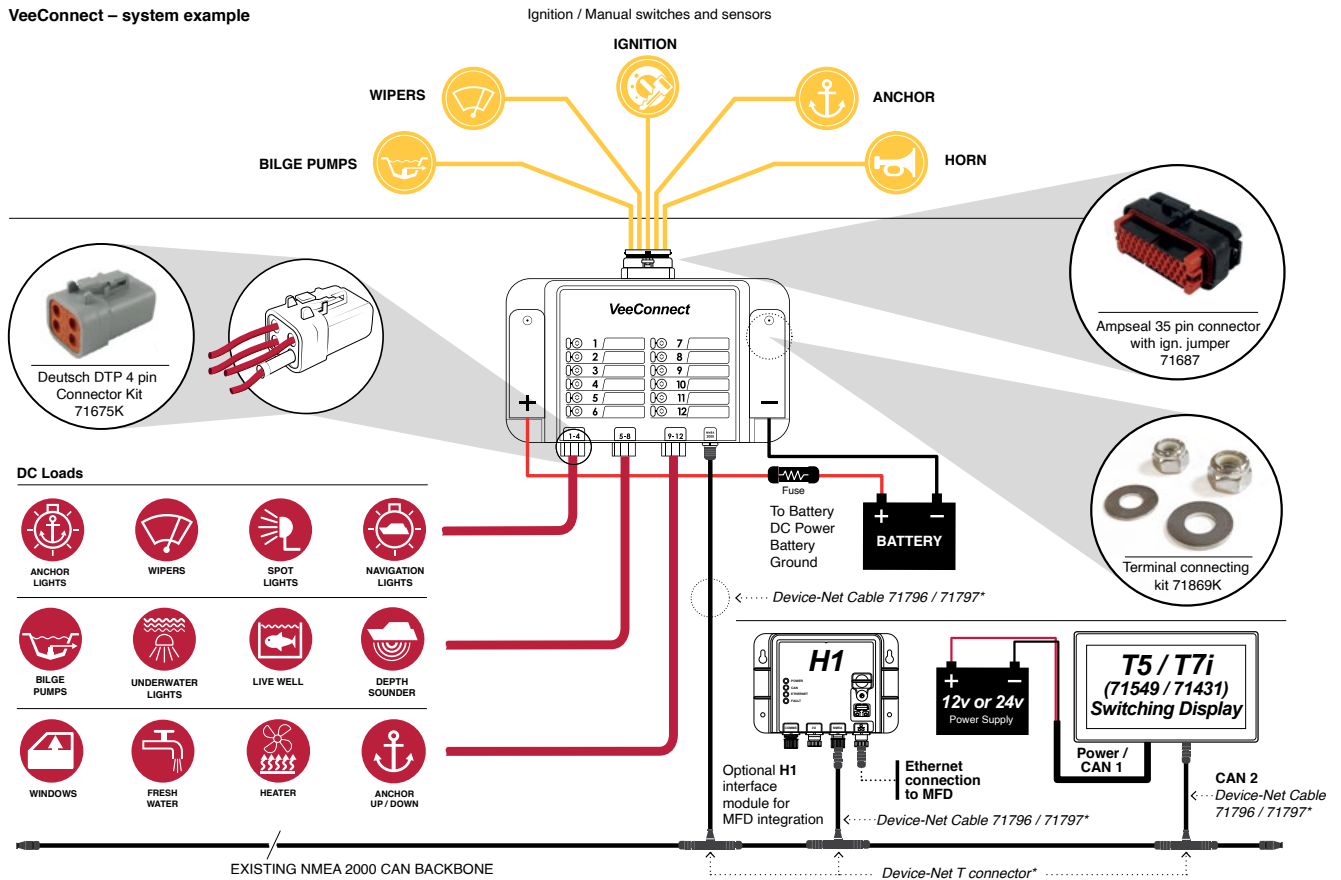 VeeConnect – system example
Ignition / Manual switches and sensors
IGNITION
WIPERS
ANCHOR
BILGE PUMPS
HORN
Deutsch DTP 4 pin
Connector Kit
71675K
VeeConnect
1
2
3
4
5
6
7
8
9
10
11
12
+
–
1-4
5-8
9-12
NMEA
2000
Ampseal 35 pin connector
with ign. jumper
71687
Terminal connecting
kit 71869K
Fuse
To Battery
DC Power
Battery
Ground
+ –
BATTERY
Device-Net Cable 71796 / 71797*
DC Loads
ANCHOR
LIGHTS
WIPERS
SPOT
LIGHTS
NAVIGATION
LIGHTS
BILGE
PUMPS
UNDERWATER
LIGHTS
LIVE WELL
DEPTH
SOUNDER
WINDOWS
FRESH
WATER
HEATER
ANCHOR
UP / DOWN
H1
POWER
CAN
ETHERNET
FAULT
Optional H1
interface
module for
MFD integration
Ethernet
connection
to MFD
Device-Net Cable 71796 / 71797*
+ –
12v or 24v
Power Supply
T5 / T7i
(71549 / 71431)
Switching Display
Power /
CAN 1
CAN 2
Device-Net Cable
71796 / 71797*
EXISTING NMEA 2000 CAN BACKBONE
Device-Net T connector*